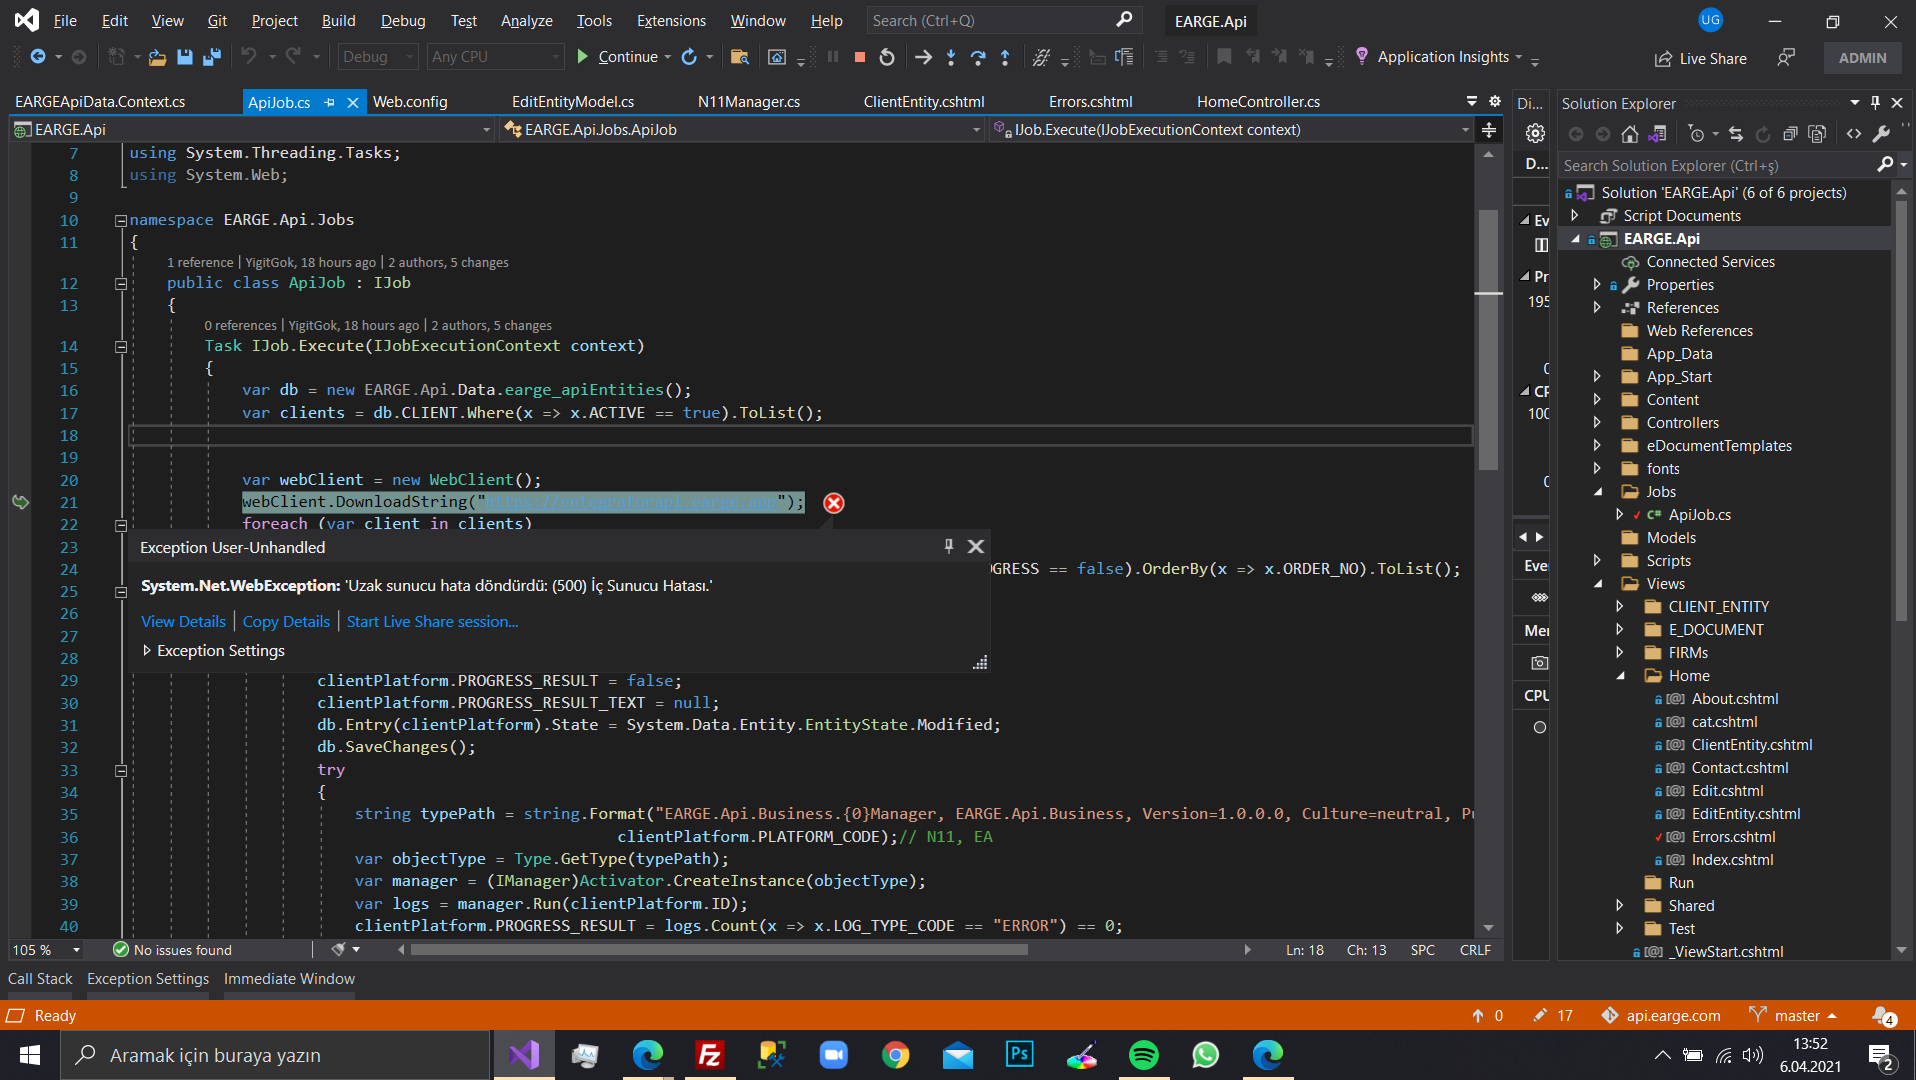 File Edit View Git Project Build Debug Test Analyze Tools Extensions Window Help Search (Ctrl+Q) EARGE.Api UG
Debug Any CPU Continue Application Insights Live Share ADMIN
EARGEApiData.Context.cs ApiJob.cs Web.config EditEntityModel.cs N11Manager.cs ClientEntity.cshtml Errors.cshtml HomeController.cs
EARGE.Api EARGE.Api.Jobs.ApiJob IJob.Execute(IJobExecutionContext context)
7 using System.Threading.Tasks;
8 using System.Web;
9
10 namespace EARGE.Api.Jobs
11 {
1 reference | YigitGok, 18 hours ago | 2 authors, 5 changes
12 public class ApiJob : IJob
13 {
0 references | YigitGok, 18 hours ago | 2 authors, 5 changes
14 Task IJob.Execute(IJobExecutionContext context)
15 {
16 var db = new EARGE.Api.Data.earge_apiEntities();
17 var clients = db.CLIENT.Where(x => x.ACTIVE == true).ToList();
18
19
20 var webClient = new WebClient();
21 webClient.DownloadString("");
22 foreach (var client in clients)
23
24 OGRESS == false).OrderBy(x => x.ORDER_NO).ToList();
25
26
27
28
Exception User-Unhandled
System.Net.WebException: 'Uzak sunucu hata döndürdü: (500) İç Sunucu Hatası.'
View Details | Copy Details | Start Live Share session...
Exception Settings
29 clientPlatform.PROGRESS_RESULT = false;
30 clientPlatform.PROGRESS_RESULT_TEXT = null;
31 db.Entry(clientPlatform).State = System.Data.Entity.EntityState.Modified;
32 db.SaveChanges();
33 try
34 {
35 string typePath = string.Format("EARGE.Api.Business.{0}Manager, EARGE.Api.Business, Version=1.0.0.0, Culture=neutral, Pu
36 clientPlatform.PLATFORM_CODE);// N11, EA
37 var objectType = Type.GetType(typePath);
38 var manager = (IManager)Activator.CreateInstance(objectType);
39 var logs = manager.Run(clientPlatform.ID);
40 clientPlatform.PROGRESS_RESULT = logs.Count(x => x.LOG_TYPE_CODE == "ERROR") == 0;
105 % No issues found Ln: 18 Ch: 13 SPC CRLF
Call Stack Exception Settings Immediate Window
Di...
D...
Ev
Pr
195
0
CP
100
0
Eve
Mer
CPU
Solution Explorer
Search Solution Explorer (Ctrl+ş)
Solution 'EARGE.Api' (6 of 6 projects)
Script Documents
EARGE.Api
Connected Services
Properties
References
Web References
App_Data
App_Start
Content
Controllers
eDocumentTemplates
fonts
Jobs
C# ApiJob.cs
Models
Scripts
Views
CLIENT_ENTITY
E_DOCUMENT
FIRMs
Home
[@] About.cshtml
[@] cat.cshtml
[@] ClientEntity.cshtml
[@] Contact.cshtml
[@] Edit.cshtml
[@] EditEntity.cshtml
[@] Errors.cshtml
[@] Index.cshtml
Run
Shared
Test
[@] _ViewStart.cshtml
Ready 0 17 api.earge.com master 4
Aramak için buraya yazın Fz Ps 13:52
6.04.2021 2